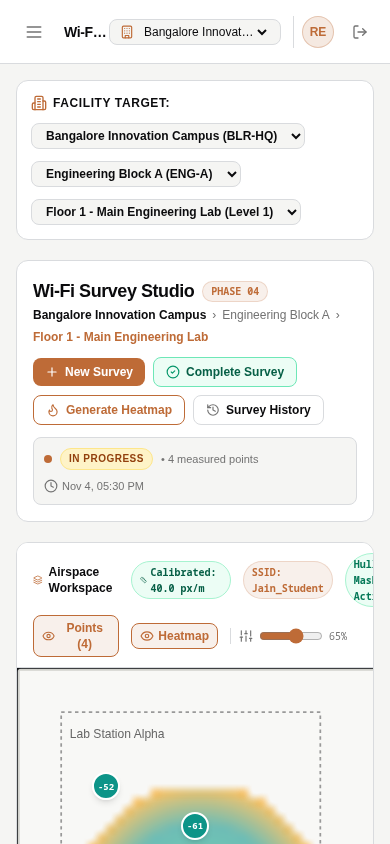 Wi-F...
Bangalore Innovat...
RE
FACILITY TARGET:
Bangalore Innovation Campus (BLR-HQ)
Engineering Block A (ENG-A)
Floor 1 - Main Engineering Lab (Level 1)
Wi-Fi Survey Studio PHASE 04
Bangalore Innovation Campus › Engineering Block A ›
Floor 1 - Main Engineering Lab
New Survey Complete Survey
Generate Heatmap Survey History
IN PROGRESS • 4 measured points
Nov 4, 05:30 PM
Airspace Workspace
Calibrated: 40.0 px/m
SSID: Jain_Student
Points (4)
Heatmap
65%
Lab Station Alpha
-52
-61